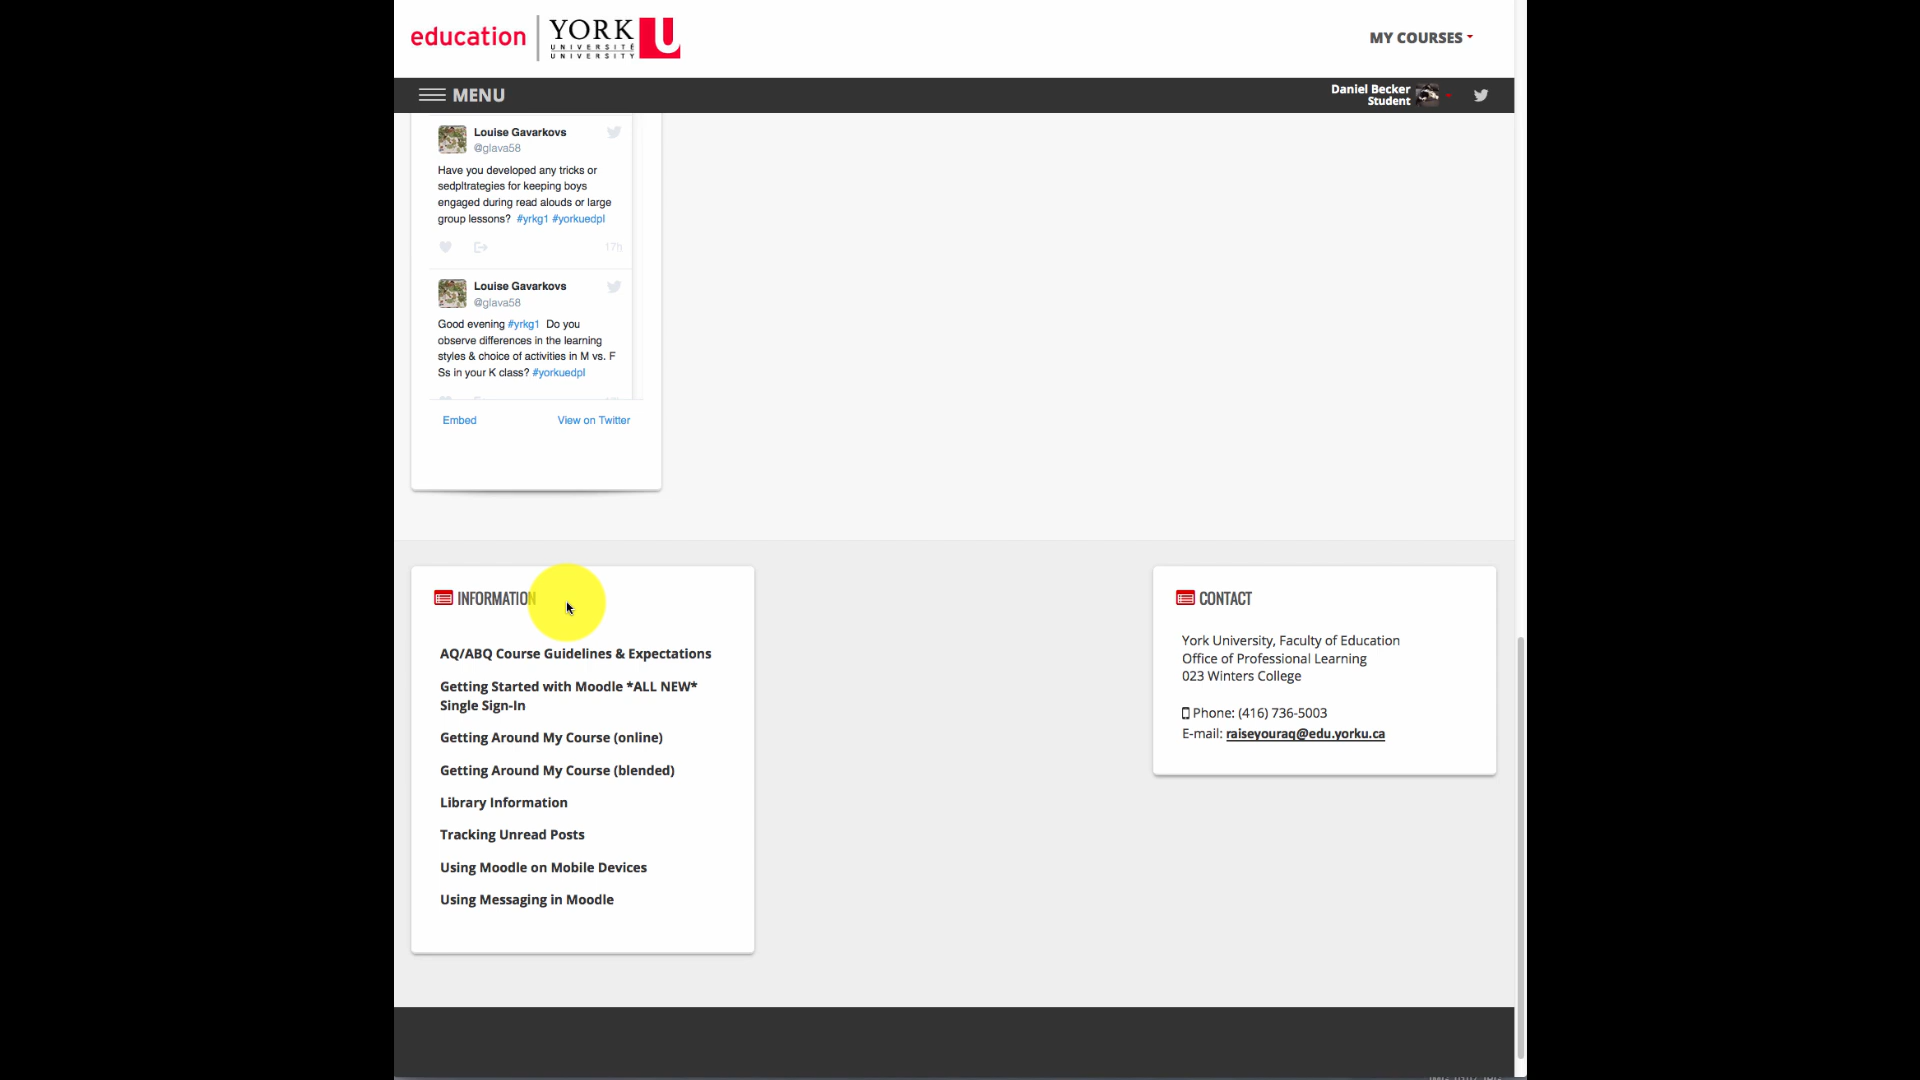 education YORK U
UNIVERSITÉ
UNIVERSITY
MY COURSES
MENU
Daniel Becker
Student
Louise Gavarkovs
@glava58
Have you developed any tricks or
sedpltrategies for keeping boys
engaged during read alouds or large
group lessons? #yrkg1 #yorkuedpl
17h
Louise Gavarkovs
@glava58
Good evening #yrkg1 Do you
observe differences in the learning
styles & choice of activities in M vs. F
Ss in your K class? #yorkuedpl
Embed
View on Twitter
INFORMATION
AQ/ABQ Course Guidelines & Expectations
Getting Started with Moodle *ALL NEW*
Single Sign-In
Getting Around My Course (online)
Getting Around My Course (blended)
Library Information
Tracking Unread Posts
Using Moodle on Mobile Devices
Using Messaging in Moodle
CONTACT
York University, Faculty of Education
Office of Professional Learning
023 Winters College
Phone: (416) 736-5003
E-mail: raiseyouraq@edu.yorku.ca